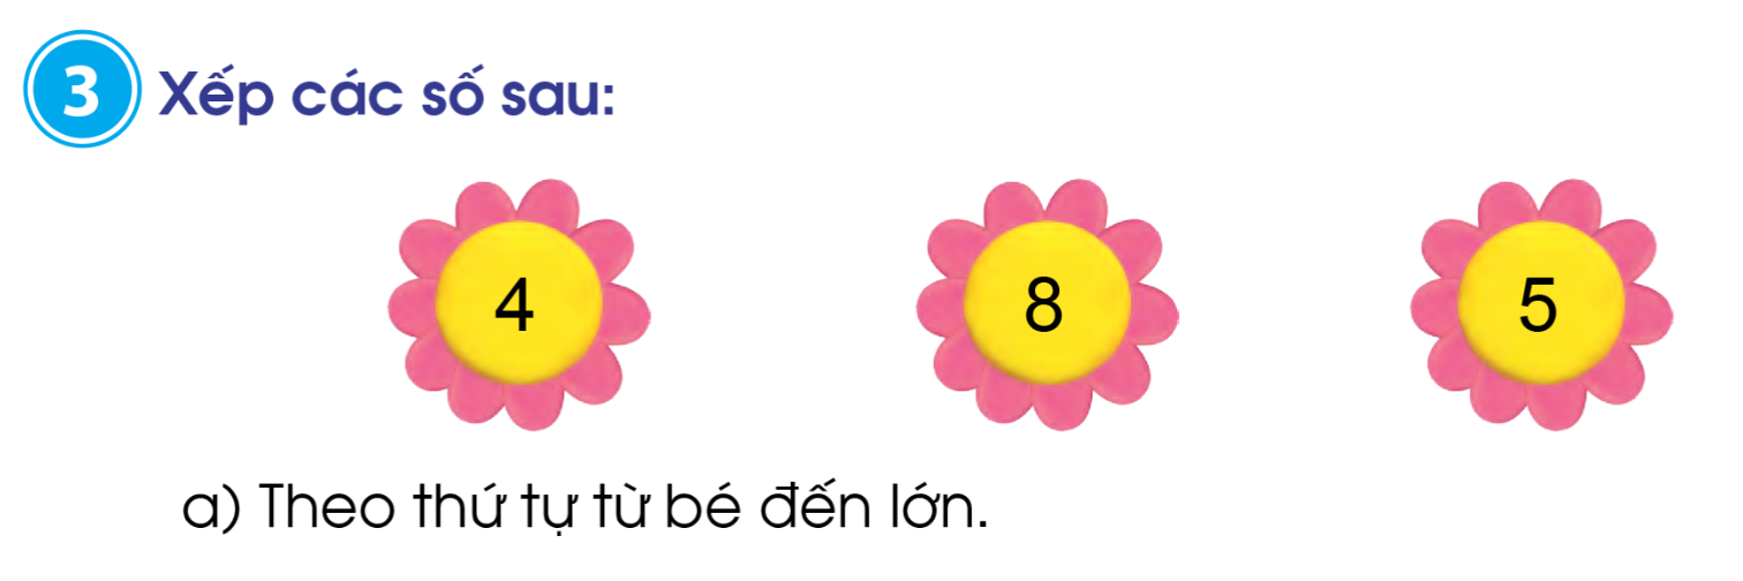 3 Xếp các số sau:
4 8 5
a) Theo thứ tự từ bé đến lớn.